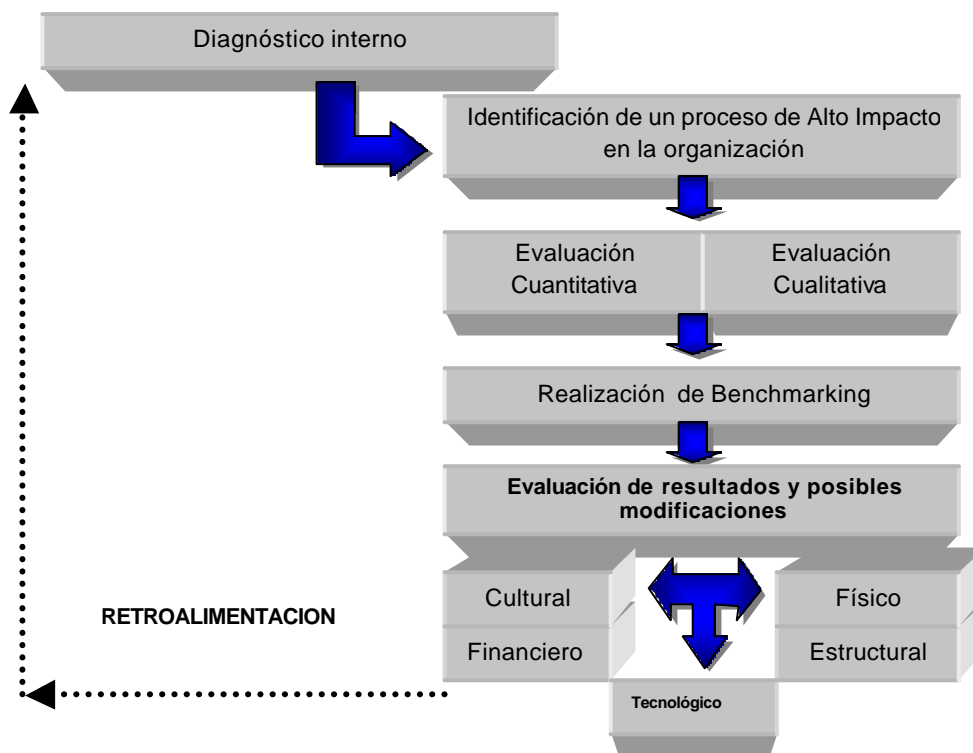 Diagnóstico interno
Identificación de un proceso de Alto Impacto
en la organización
Evaluación
Cuantitativa
Evaluación
Cualitativa
Realización de Benchmarking
Evaluación de resultados y posibles
modificaciones
Cultural
Físico
RETROALIMENTACION
Financiero
Estructural
Tecnológico